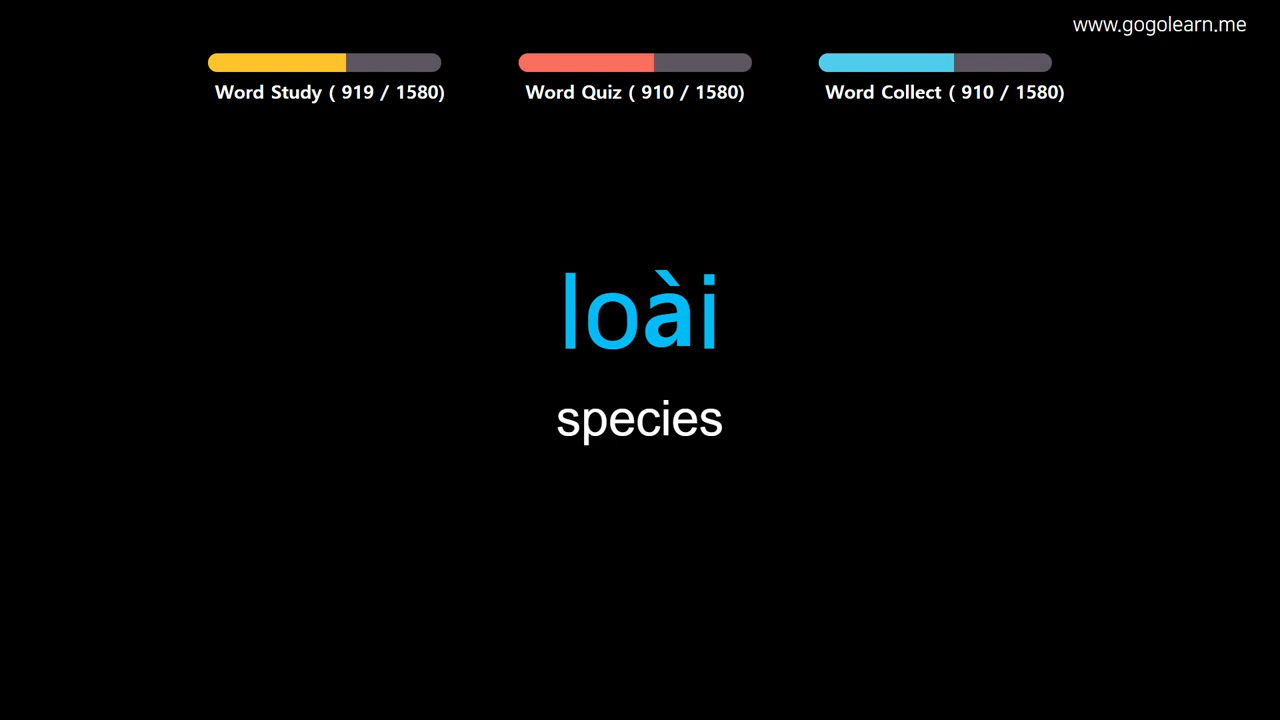 www.gogolearn.me
Word Study ( 919 / 1580)
Word Quiz ( 910 / 1580)
Word Collect ( 910 / 1580)
loài
species